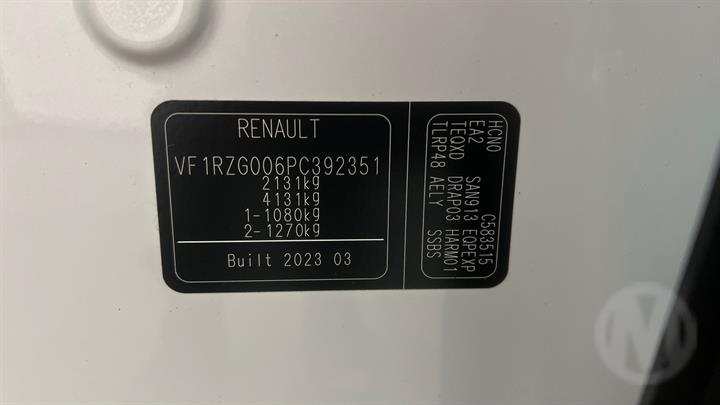 RENAULT
VF1RZG006PC392351
2131kg
4131kg
1-1080kg
2-1270kg
Built 2023 03
C583515
HCNO SAN913 EQPEXP
EA2 DRAP03 HARM01
TEQXD AELY SSBS
TLRP48